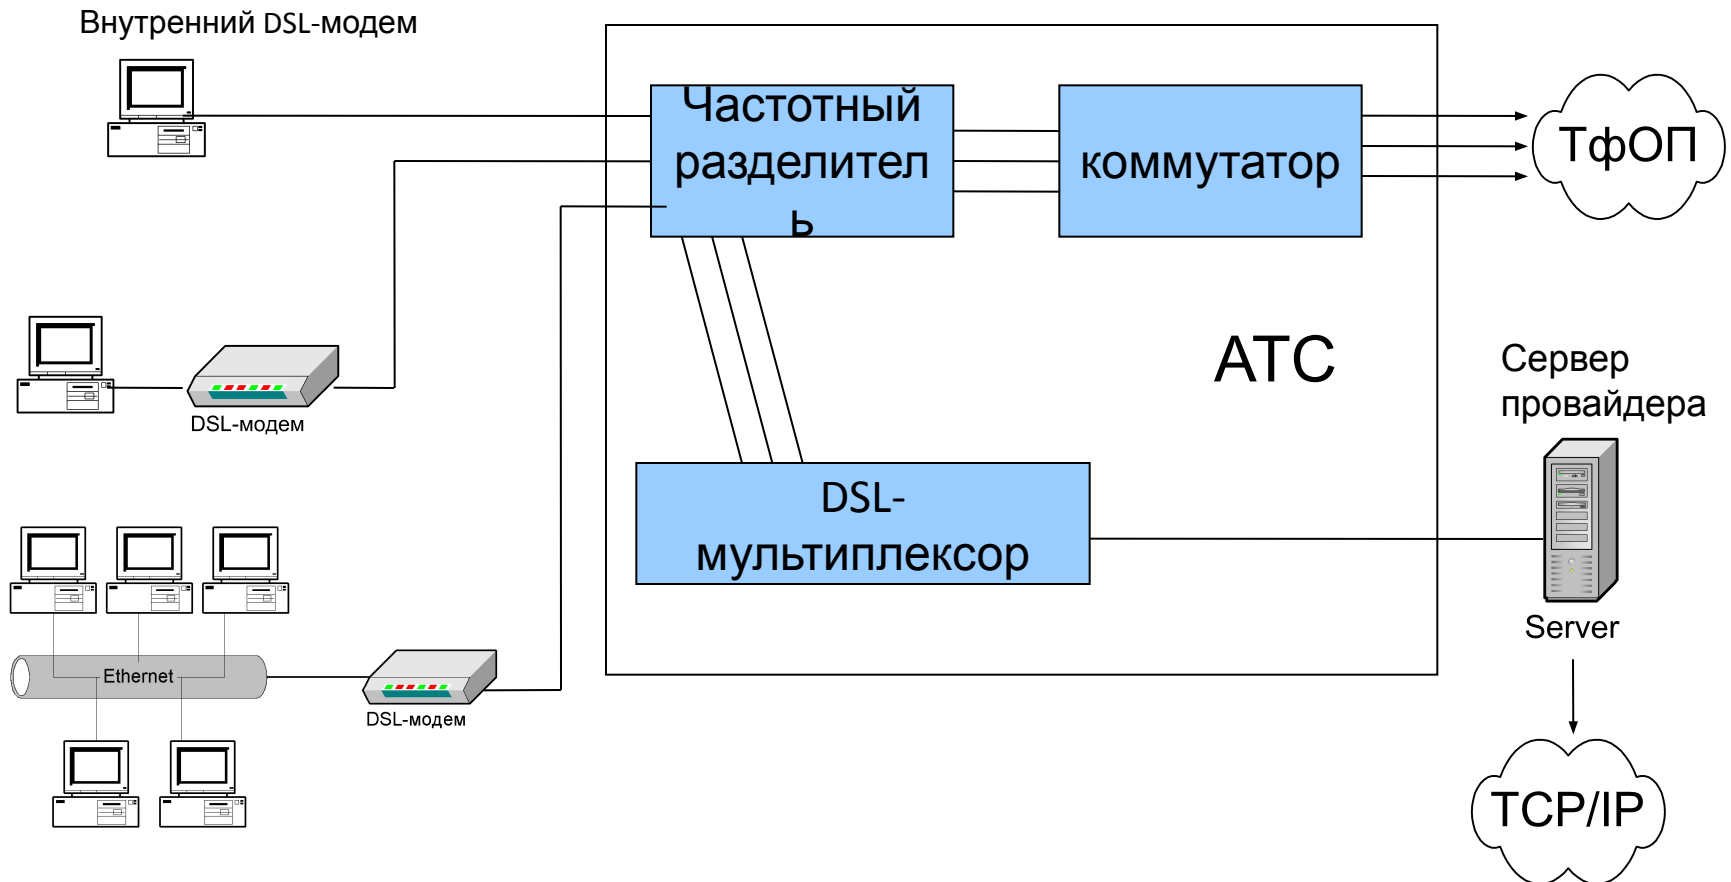 Внутренний DSL-модем
Частотный
разделител
ь
коммутатор
ТфОП
АТС
Сервер
провайдера
DSL-модем
DSL-
мультиплексор
Server
Ethernet
DSL-модем
TCP/IP